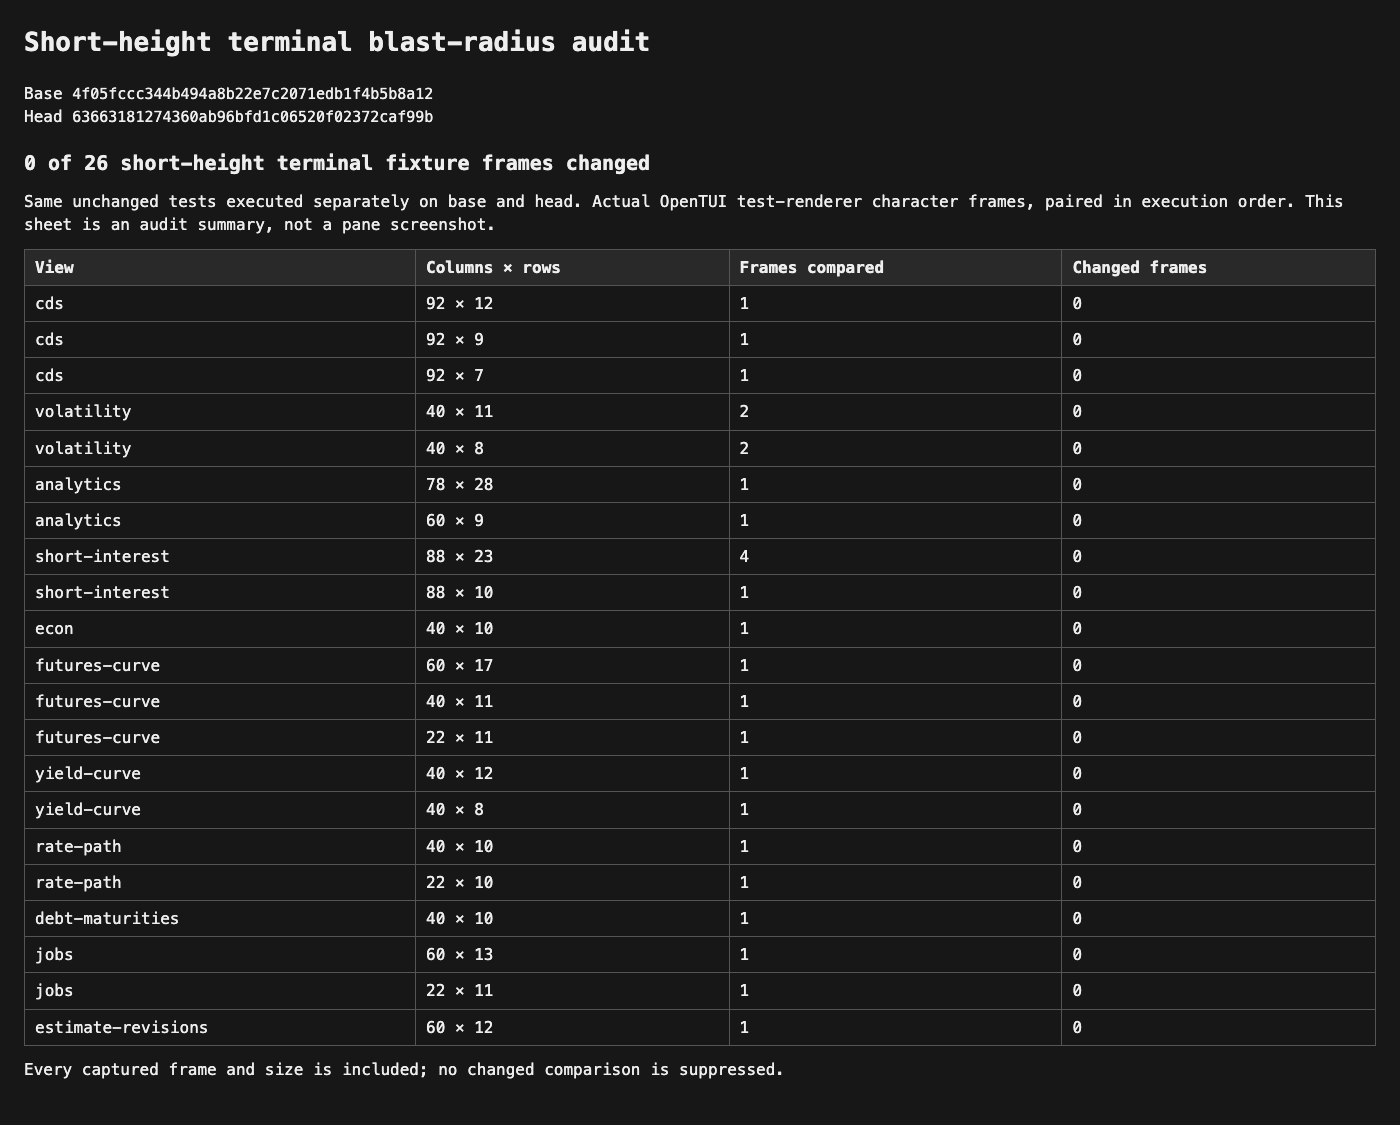 Short-height terminal blast-radius audit
Base 4f05fccc344b494a8b22e7c2071edb1f4b5b8a12
Head 63663181274360ab96bfd1c06520f02372caf99b
0 of 26 short-height terminal fixture frames changed
Same unchanged tests executed separately on base and head. Actual OpenTUI test-renderer character frames, paired in execution order. This
sheet is an audit summary, not a pane screenshot.
View Columns × rows Frames compared Changed frames
cds 92 × 12 1 0
cds 92 × 9 1 0
cds 92 × 7 1 0
volatility 40 × 11 2 0
volatility 40 × 8 2 0
analytics 78 × 28 1 0
analytics 60 × 9 1 0
short-interest 88 × 23 4 0
short-interest 88 × 10 1 0
econ 40 × 10 1 0
futures-curve 60 × 17 1 0
futures-curve 40 × 11 1 0
futures-curve 22 × 11 1 0
yield-curve 40 × 12 1 0
yield-curve 40 × 8 1 0
rate-path 40 × 10 1 0
rate-path 22 × 10 1 0
debt-maturities 40 × 10 1 0
jobs 60 × 13 1 0
jobs 22 × 11 1 0
estimate-revisions 60 × 12 1 0
Every captured frame and size is included; no changed comparison is suppressed.